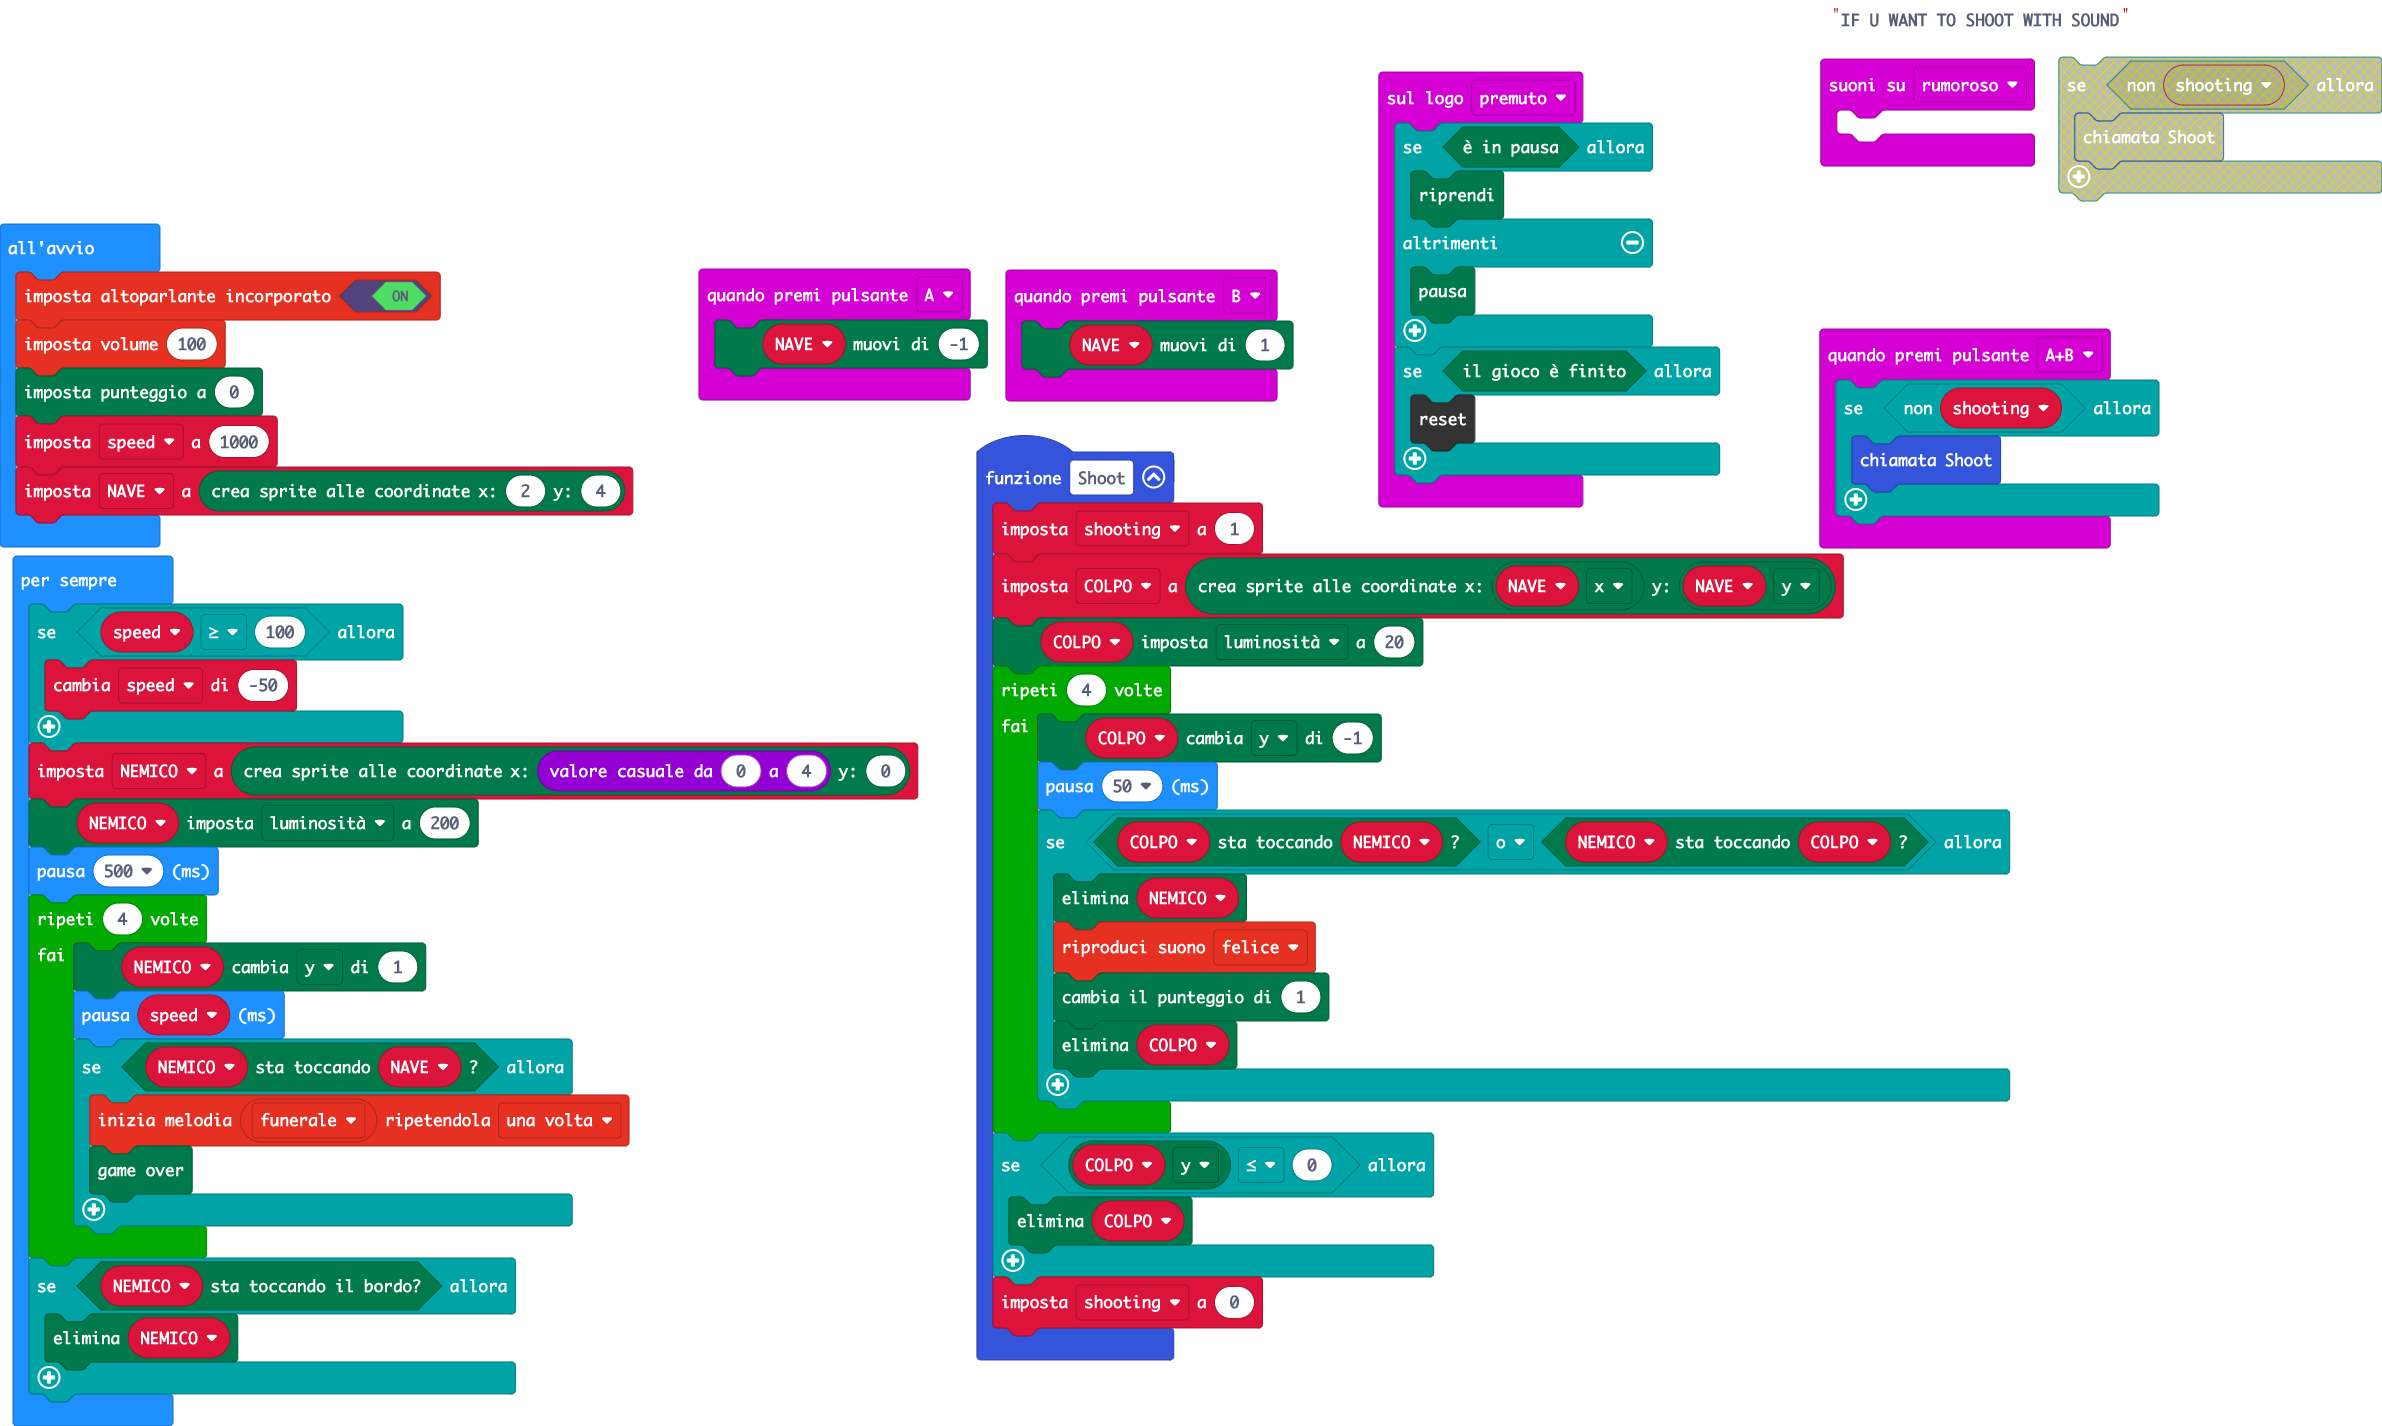 "IF U WANT TO SHOOT WITH SOUND"
suoni su rumoroso
se non shooting allora
chiamata Shoot
sul logo premuto
se è in pausa allora
riprendi
altrimenti
pausa
se il gioco è finito allora
reset
all'avvio
imposta altoparlante incorporato ON
imposta volume 100
imposta punteggio a 0
imposta speed a 1000
imposta NAVE a crea sprite alle coordinate x: 2 y: 4
quando premi pulsante A
NAVE muovi di -1
quando premi pulsante B
NAVE muovi di 1
quando premi pulsante A+B
se non shooting allora
chiamata Shoot
per sempre
se speed ≥ 100 allora
cambia speed di -50
imposta NEMICO a crea sprite alle coordinate x: valore casuale da 0 a 4 y: 0
NEMICO imposta luminosità a 200
pausa 500 (ms)
ripeti 4 volte
fai NEMICO cambia y di 1
pausa speed (ms)
se NEMICO sta toccando NAVE ? allora
inizia melodia funerale ripetendola una volta
game over
se NEMICO sta toccando il bordo? allora
elimina NEMICO
funzione Shoot
imposta shooting a 1
imposta COLPO a crea sprite alle coordinate x: NAVE x y: NAVE y
COLPO imposta luminosità a 20
ripeti 4 volte
fai COLPO cambia y di -1
pausa 50 (ms)
se COLPO sta toccando NEMICO ? o NEMICO sta toccando COLPO ? allora
elimina NEMICO
riproduci suono felice
cambia il punteggio di 1
elimina COLPO
se COLPO y ≤ 0 allora
elimina COLPO
imposta shooting a 0